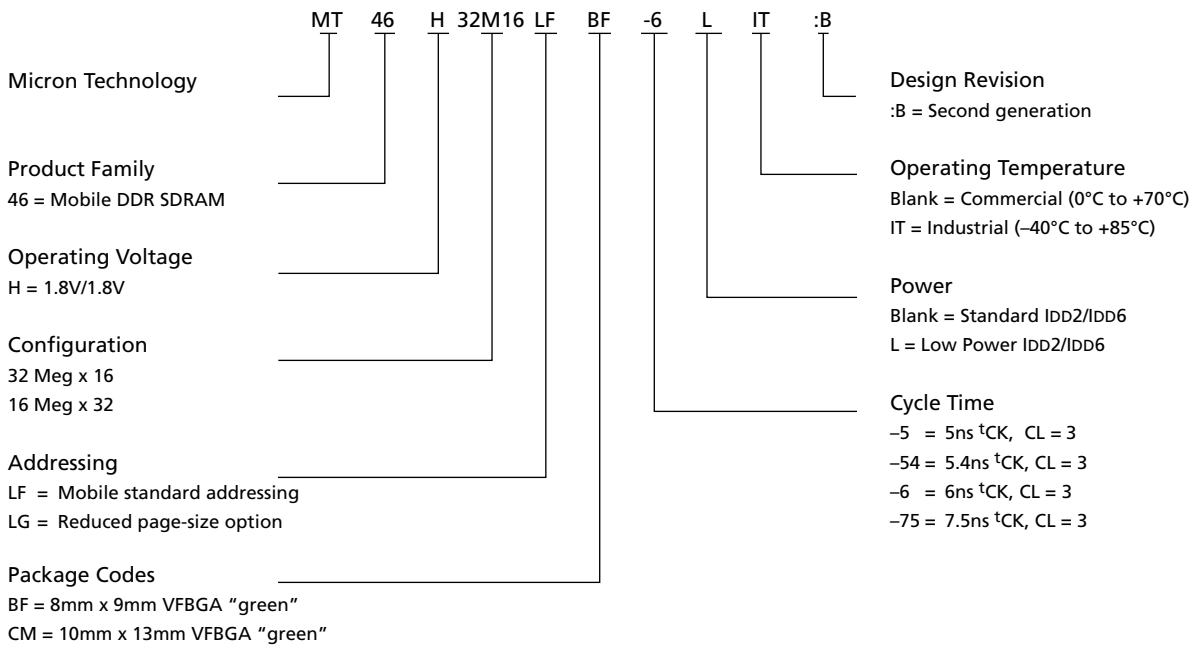 MT 46 H 32M16 LF BF -6 L IT :B
Micron Technology
Product Family
46 = Mobile DDR SDRAM
Operating Voltage
H = 1.8V/1.8V
Configuration
32 Meg x 16
16 Meg x 32
Addressing
LF = Mobile standard addressing
LG = Reduced page-size option
Package Codes
BF = 8mm x 9mm VFBGA “green”
CM = 10mm x 13mm VFBGA “green”
Design Revision
:B = Second generation
Operating Temperature
Blank = Commercial (0°C to +70°C)
IT = Industrial (–40°C to +85°C)
Power
Blank = Standard IDD2/IDD6
L = Low Power IDD2/IDD6
Cycle Time
–5 = 5ns tCK, CL = 3
–54 = 5.4ns tCK, CL = 3
–6 = 6ns tCK, CL = 3
–75 = 7.5ns tCK, CL = 3